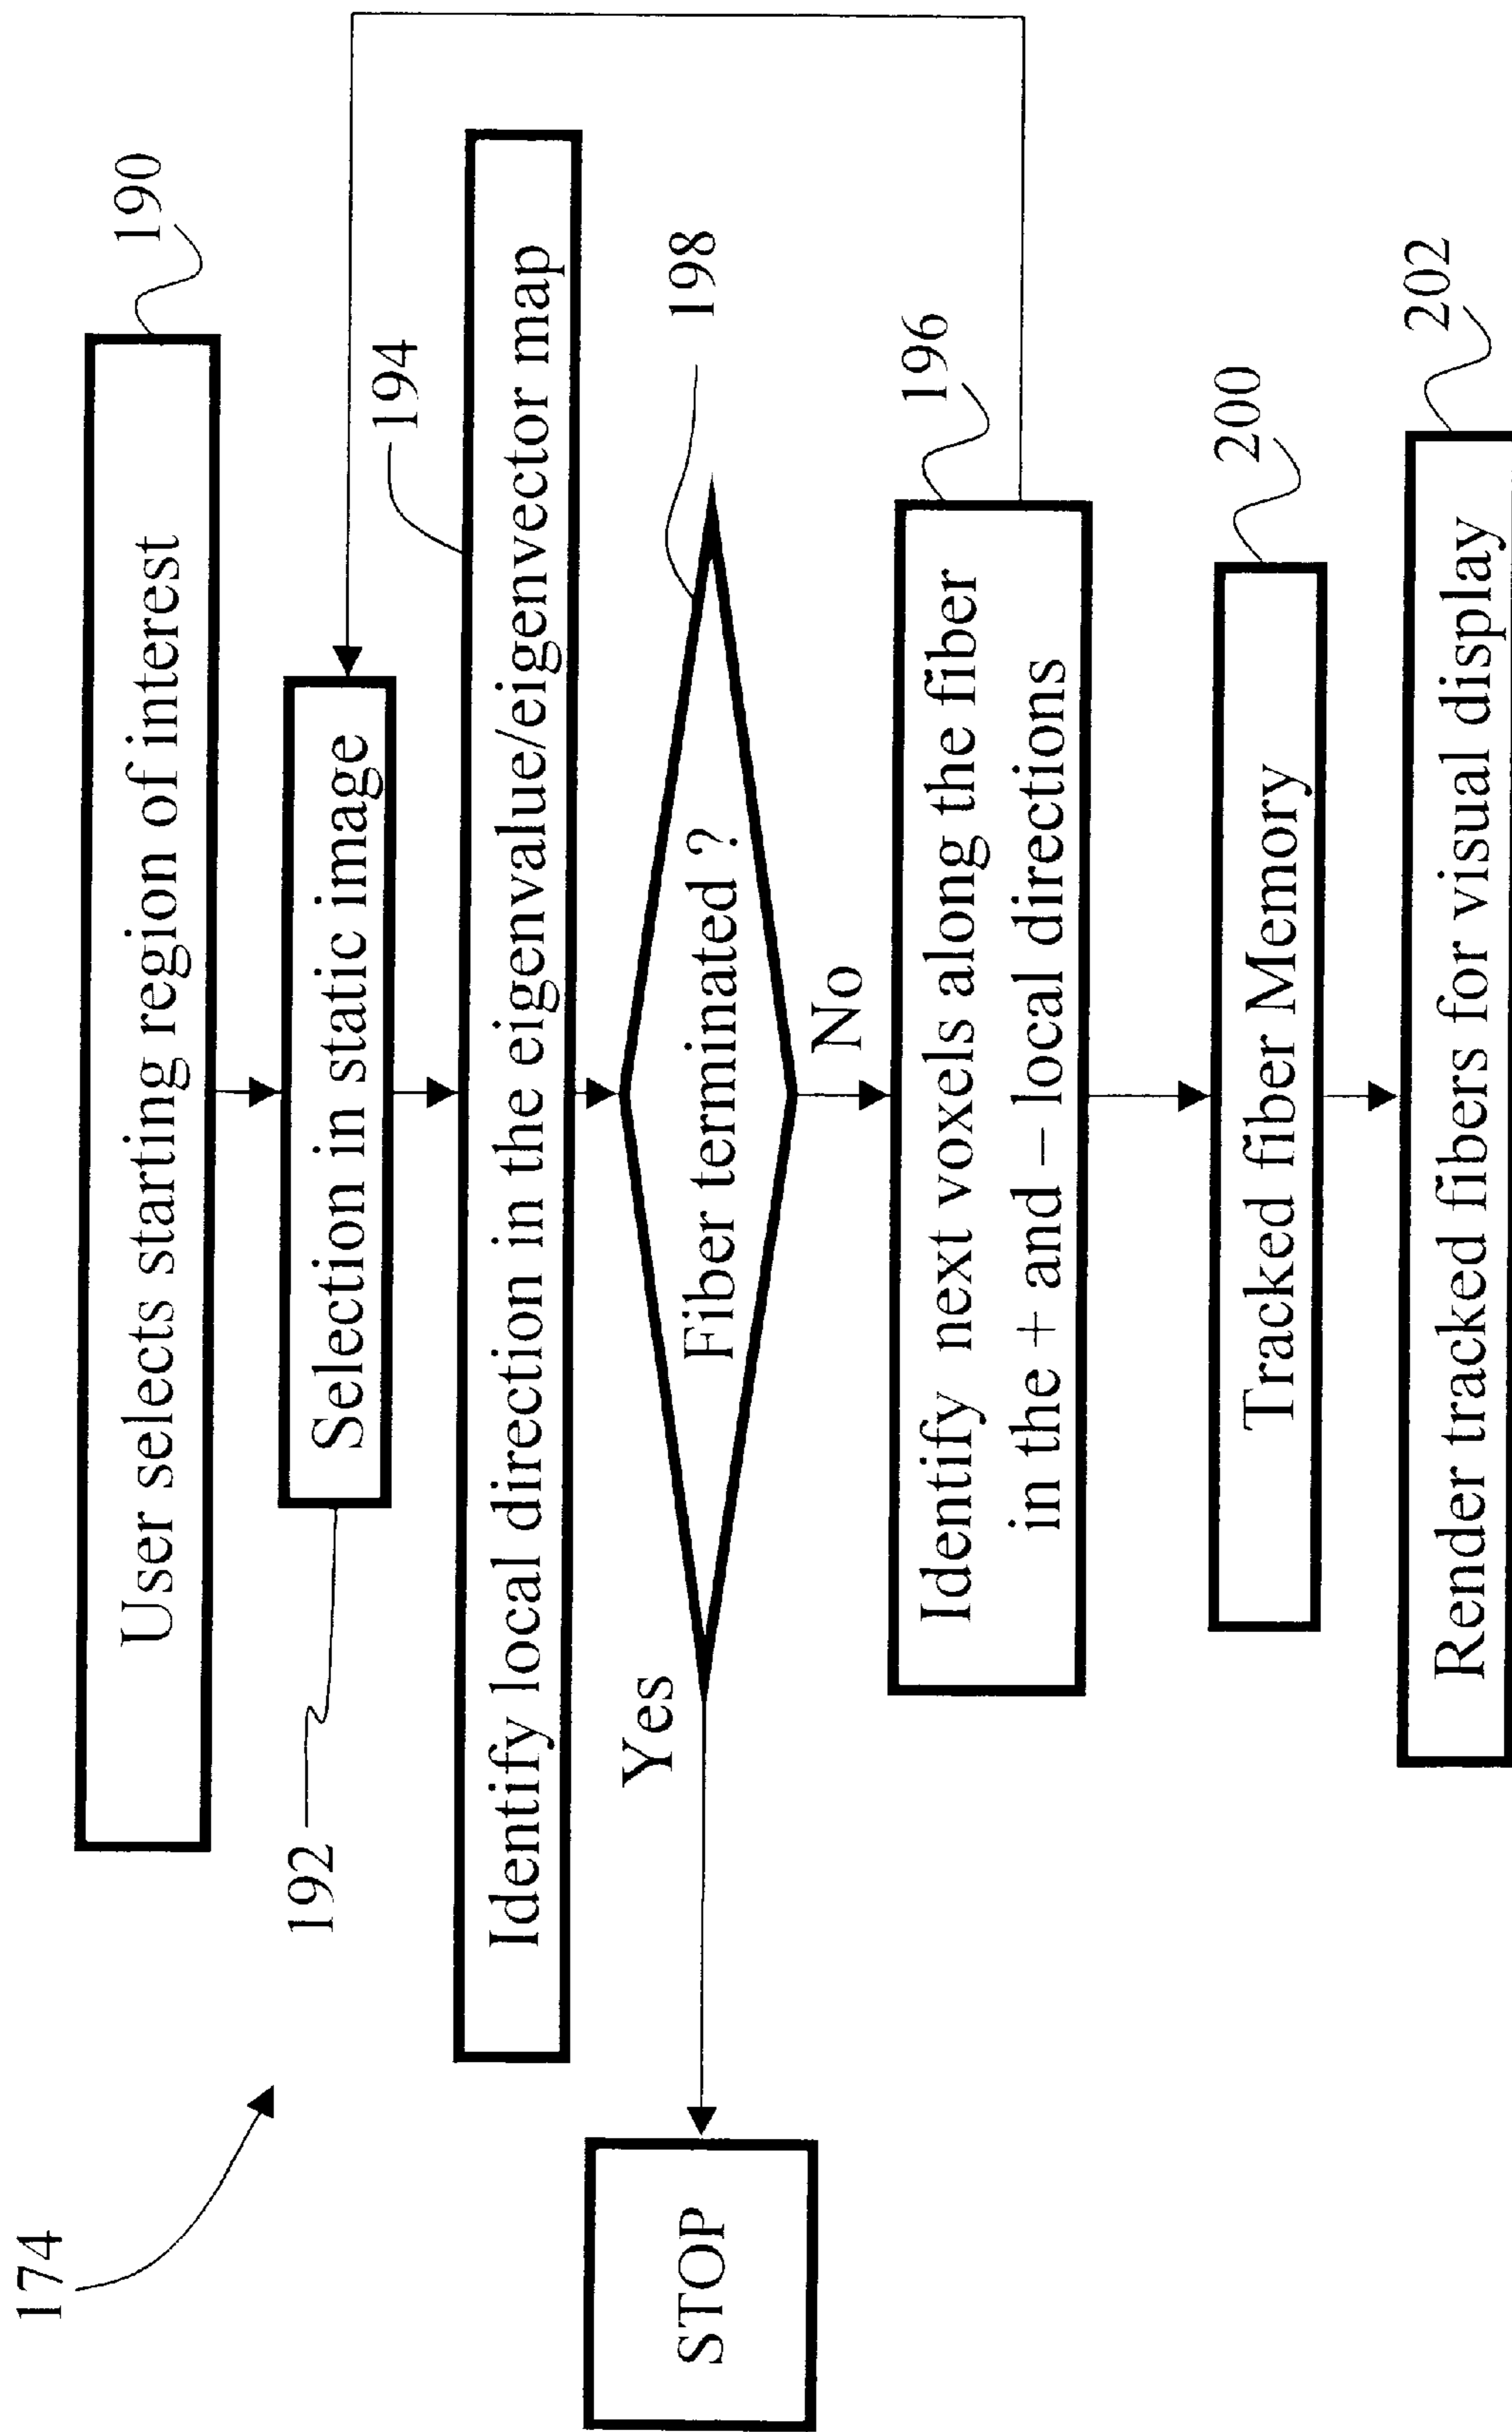 174
User selects starting region of interest
190
192
Selection in static image
194
Identify local direction in the eigenvalue/eigenvector map
198
Fiber terminated ?
Yes
STOP
No
196
Identify next voxels along the fiber
in the + and – local directions
200
Tracked fiber Memory
202
Render tracked fibers for visual display